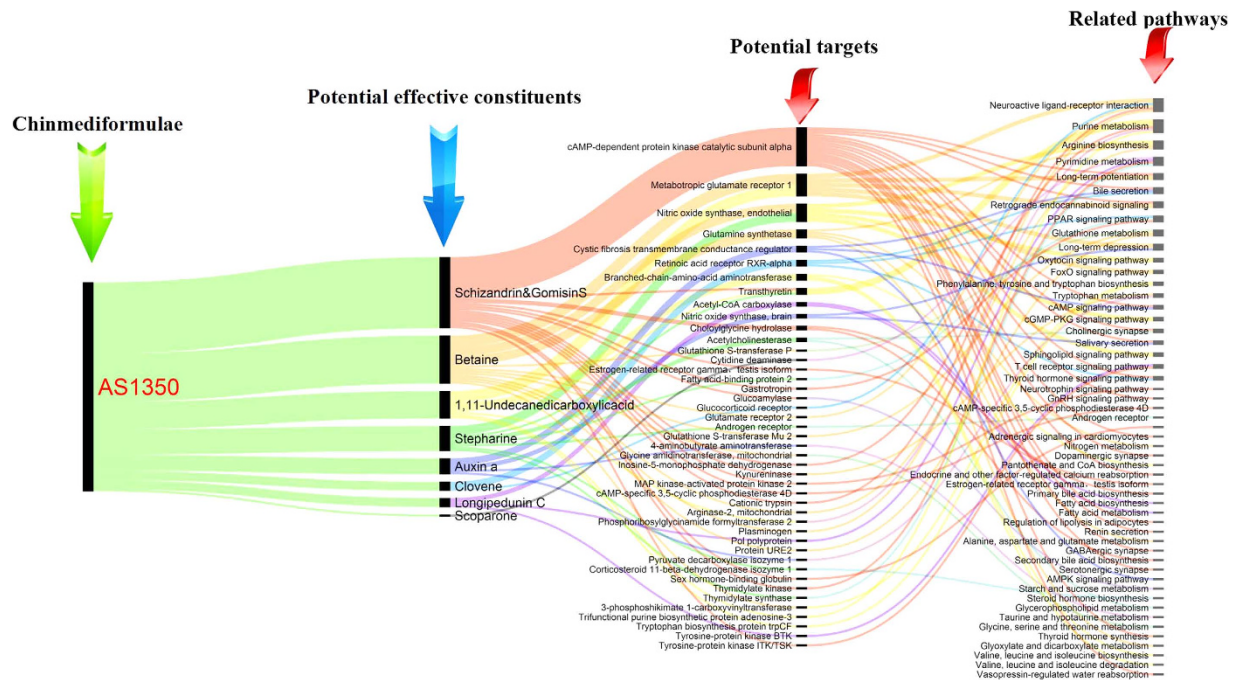 Related pathways
Potential targets
Potential effective constituents
Chinmediformulae
AS1350
Schizandrin&GomisinS
Betaine
1,11-Undecanedicarboxylicacid
Stepharine
Auxin a
Clovene
Longipedunin C
Scoparone
cAMP-dependent protein kinase catalytic subunit alpha
Metabotropic glutamate receptor 1
Nitric oxide synthase, endothelial
Glutamine synthetase
Cystic fibrosis transmembrane conductance regulator
Retinoic acid receptor RXR-alpha
Branched-chain-amino-acid aminotransferase
Transthyretin
Acetyl-CoA carboxylase
Nitric oxide synthase, brain
Choloylglycine hydrolase
Acetylcholinesterase
Glutathione S-transferase P
Cytidine deaminase
Estrogen-related receptor gamma, testis isoform
Fatty acid-binding protein 2
Gastrotropin
Glucoamylase
Glucocorticoid receptor
Glutamate receptor 2
Androgen receptor
Glutathione S-transferase Mu 2
4-aminobutyrate aminotransferase
Glycine amidinotransferase, mitochondrial
Inosine-5-monophosphate dehydrogenase
Kynureninase
MAP kinase-activated protein kinase 2
cAMP-specific 3,5-cyclic phosphodiesterase 4D
Cationic trypsin
Arginase-2, mitochondrial
Phosphoribosylglycinamide formyltransferase 2
Plasminogen
Pol polyprotein
Protein URE2
Pyruvate decarboxylase isozyme 1
Corticosteroid 11-beta-dehydrogenase isozyme 1
Sex hormone-binding globulin
Thymidylate kinase
Thymidylate synthase
3-phosphoshikimate 1-carboxyvinyltransferase
Trifunctional purine biosynthetic protein adenosine-3
Tryptophan biosynthesis protein trpCF
Tyrosine-protein kinase BTK
Tyrosine-protein kinase ITK/TSK
Neuroactive ligand-receptor interaction
Purine metabolism
Arginine biosynthesis
Pyrimidine metabolism
Long-term potentiation
Bile secretion
Retrograde endocannabinoid signaling
PPAR signaling pathway
Glutathione metabolism
Long-term depression
Oxytocin signaling pathway
FoxO signaling pathway
Phenylalanine, tyrosine and tryptophan biosynthesis
Tryptophan metabolism
cAMP signaling pathway
cGMP-PKG signaling pathway
Cholinergic synapse
Salivary secretion
Sphingolipid signaling pathway
T cell receptor signaling pathway
Thyroid hormone signaling pathway
Neurotrophin signaling pathway
GnRH signaling pathway
cAMP-specific 3,5-cyclic phosphodiesterase 4D
Androgen receptor
Adrenergic signaling in cardiomyocytes
Nitrogen metabolism
Dopaminergic synapse
Pantothenate and CoA biosynthesis
Endocrine and other factor-regulated calcium reabsorption
Estrogen-related receptor gamma, testis isoform
Primary bile acid biosynthesis
Fatty acid biosynthesis
Fatty acid metabolism
Regulation of lipolysis in adipocytes
Renin secretion
Alanine, aspartate and glutamate metabolism
GABAergic synapse
Secondary bile acid biosynthesis
Serotonergic synapse
AMPK signaling pathway
Starch and sucrose metabolism
Steroid hormone biosynthesis
Glycerophospholipid metabolism
Taurine and hypotaurine metabolism
Glycine, serine and threonine metabolism
Thyroid hormone synthesis
Glyoxylate and dicarboxylate metabolism
Valine, leucine and isoleucine biosynthesis
Valine, leucine and isoleucine degradation
Vasopressin-regulated water reabsorption